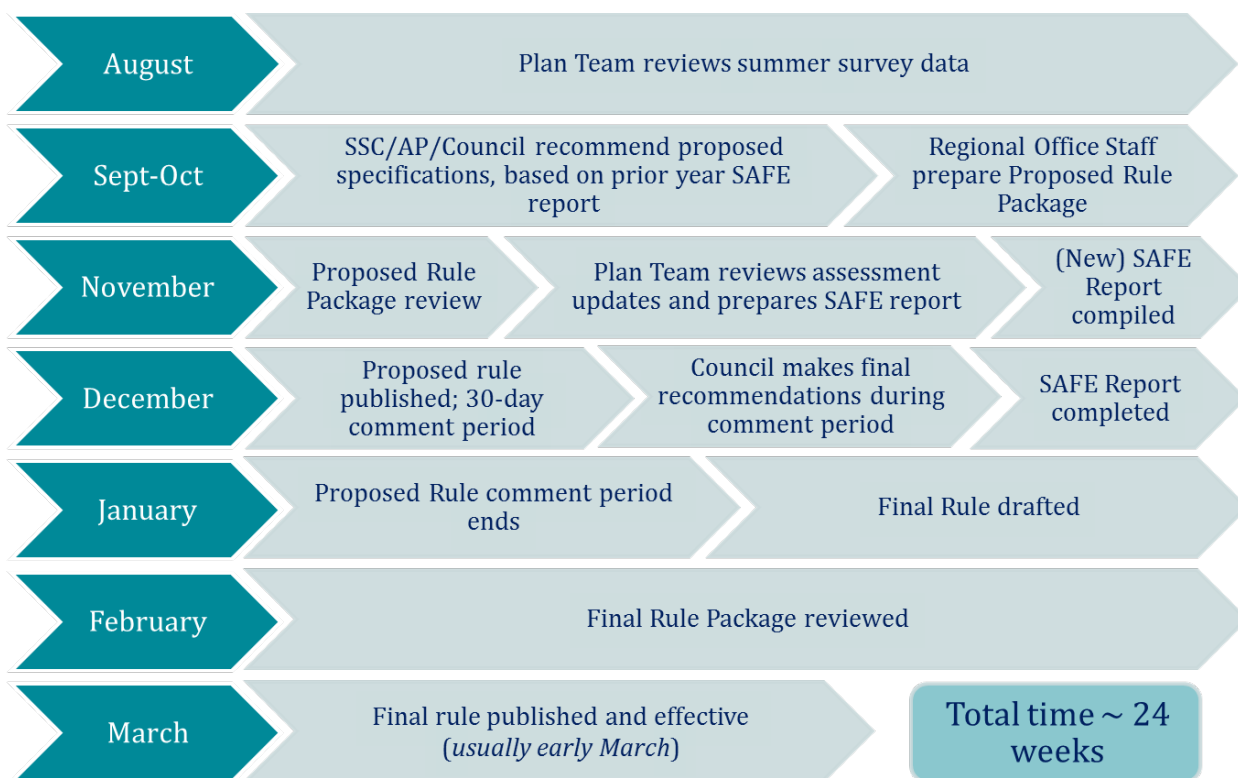 August
Plan Team reviews summer survey data
Sept-Oct
SSC/AP/Council recommend proposed
specifications, based on prior year SAFE
report
Regional Office Staff
prepare Proposed Rule
Package
November
Proposed Rule
Package review
Plan Team reviews assessment
updates and prepares SAFE report
(New) SAFE
Report
compiled
December
Proposed rule
published; 30-day
comment period
Council makes final
recommendations during
comment period
SAFE Report
completed
January
Proposed Rule comment period
ends
Final Rule drafted
February
Final Rule Package reviewed
March
Final rule published and effective
(usually early March)
Total time ~ 24
weeks